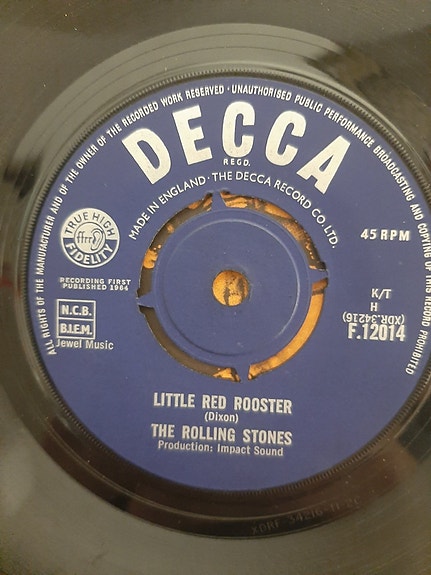 ALL RIGHTS OF THE MANUFACTURER AND OF THE OWNER OF THE RECORDED WORK RESERVED · UNAUTHORISED PUBLIC PERFORMANCE BROADCASTING AND COPYING OF THIS RECORD PROHIBITED
DECCA
REGD.
MADE IN ENGLAND · THE DECCA RECORD CO. LTD.
TRUE HIGH
ffrr
FIDELITY
45 RPM
RECORDING FIRST
PUBLISHED 1964
K/T
H
(XDR.34216)
F.12014
N.C.B.
B.I.E.M.
Jewel Music
LITTLE RED ROOSTER
(Dixon)
THE ROLLING STONES
Production: Impact Sound